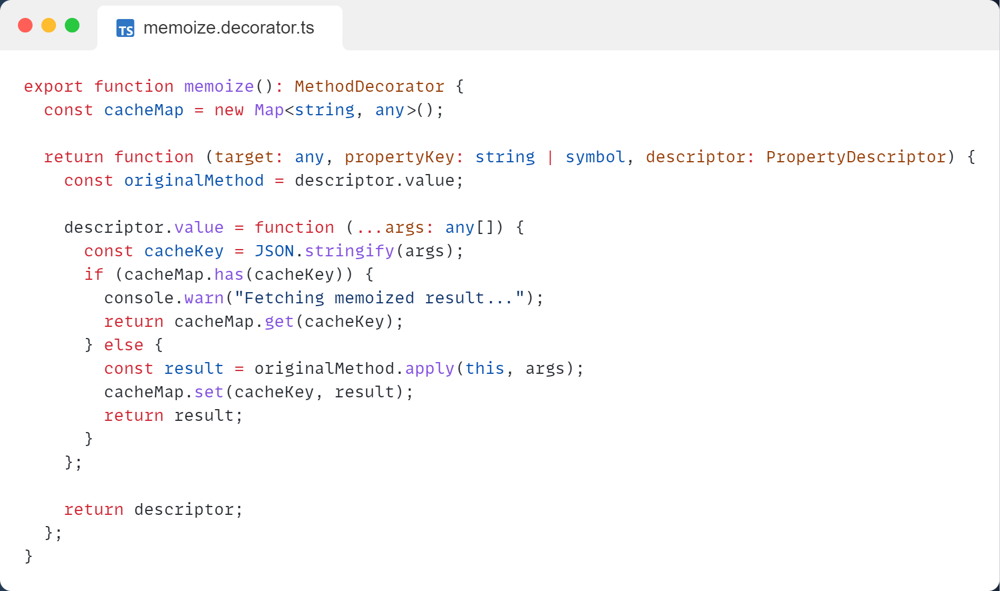 TS memoize.decorator.ts
export function memoize(): MethodDecorator {
  const cacheMap = new Map<string, any>();

  return function (target: any, propertyKey: string | symbol, descriptor: PropertyDescriptor) {
    const originalMethod = descriptor.value;

    descriptor.value = function (...args: any[]) {
      const cacheKey = JSON.stringify(args);
      if (cacheMap.has(cacheKey)) {
        console.warn("Fetching memoized result...");
        return cacheMap.get(cacheKey);
      } else {
        const result = originalMethod.apply(this, args);
        cacheMap.set(cacheKey, result);
        return result;
      }
    };

    return descriptor;
  };
}